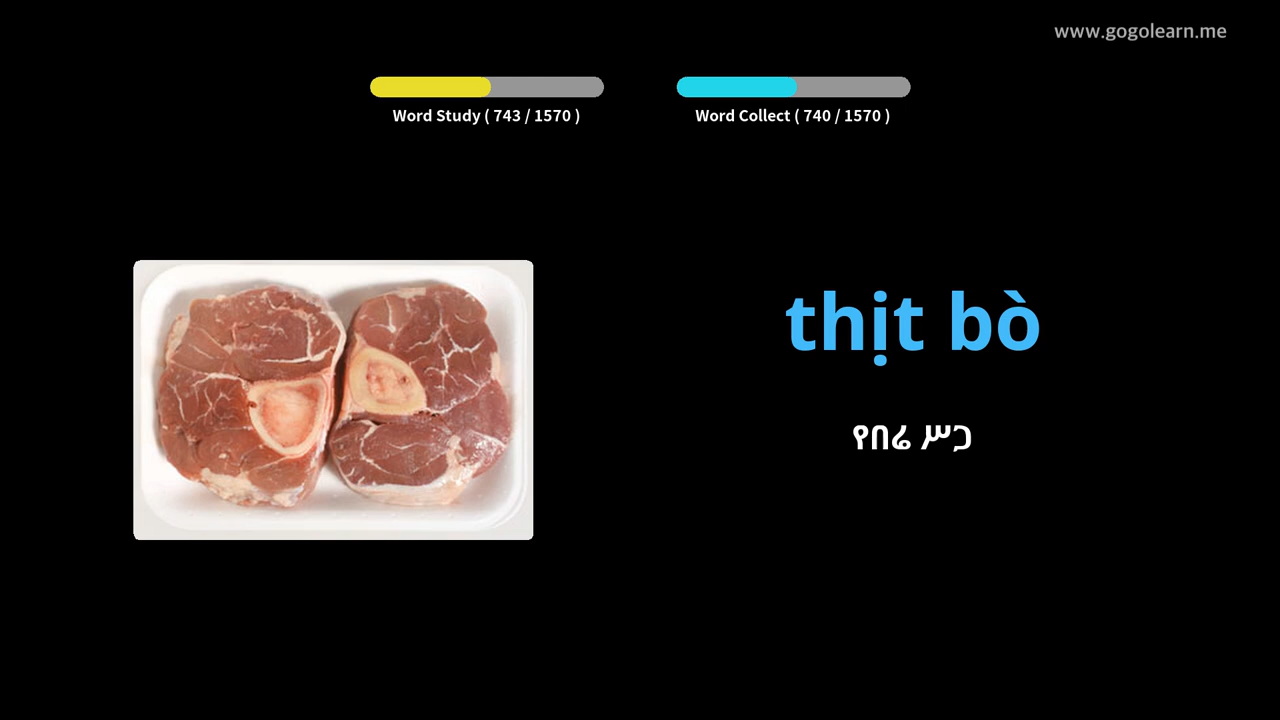 www.gogolearn.me
Word Study ( 743 / 1570 )
Word Collect ( 740 / 1570 )
thịt bò
የበሬ ሥጋ